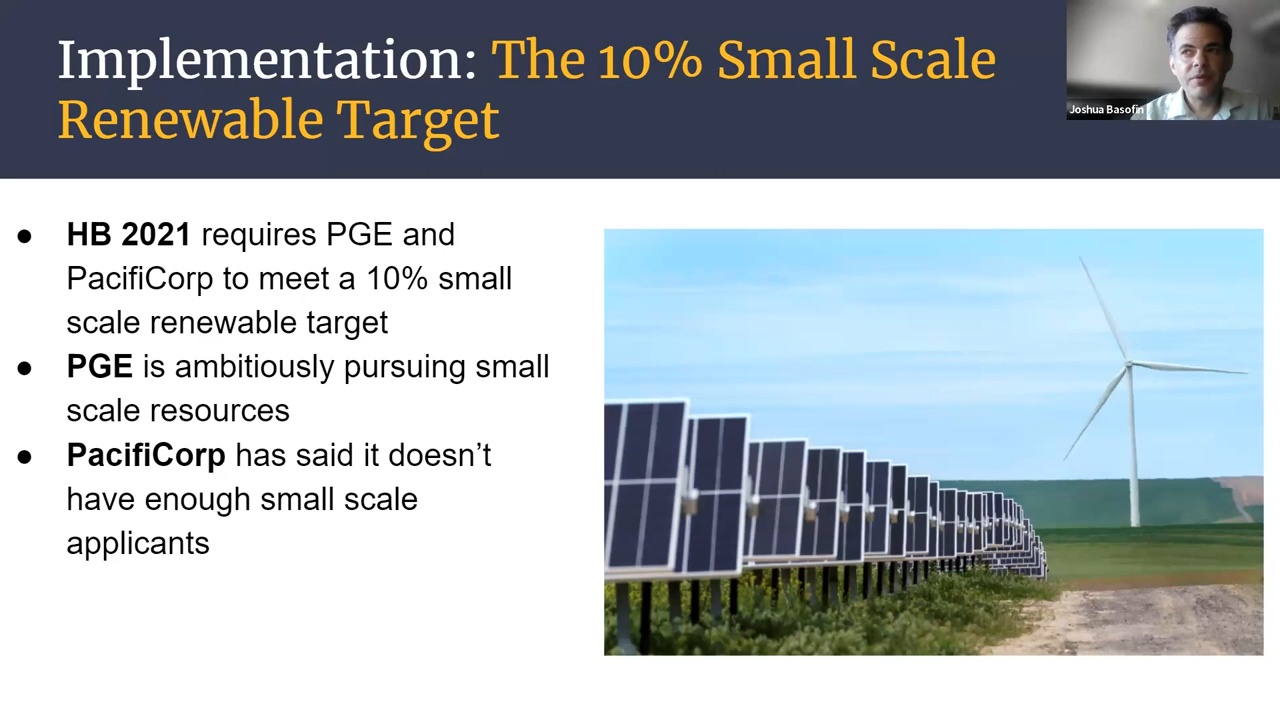 Implementation: The 10% Small Scale
Renewable Target
Joshua Basofin
● HB 2021 requires PGE and
PacifiCorp to meet a 10% small
scale renewable target
● PGE is ambitiously pursuing small
scale resources
● PacifiCorp has said it doesn’t
have enough small scale
applicants